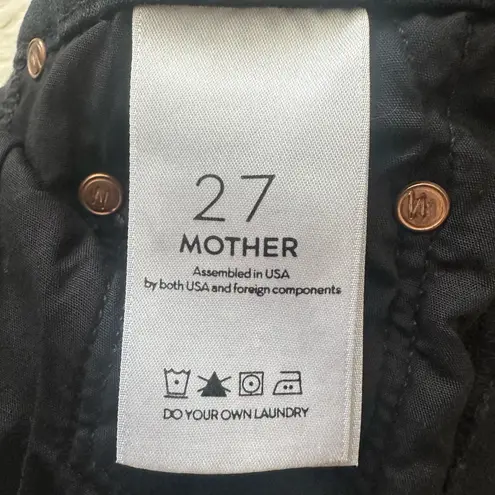 27
MOTHER
Assembled in USA
by both USA and foreign components
DO YOUR OWN LAUNDRY